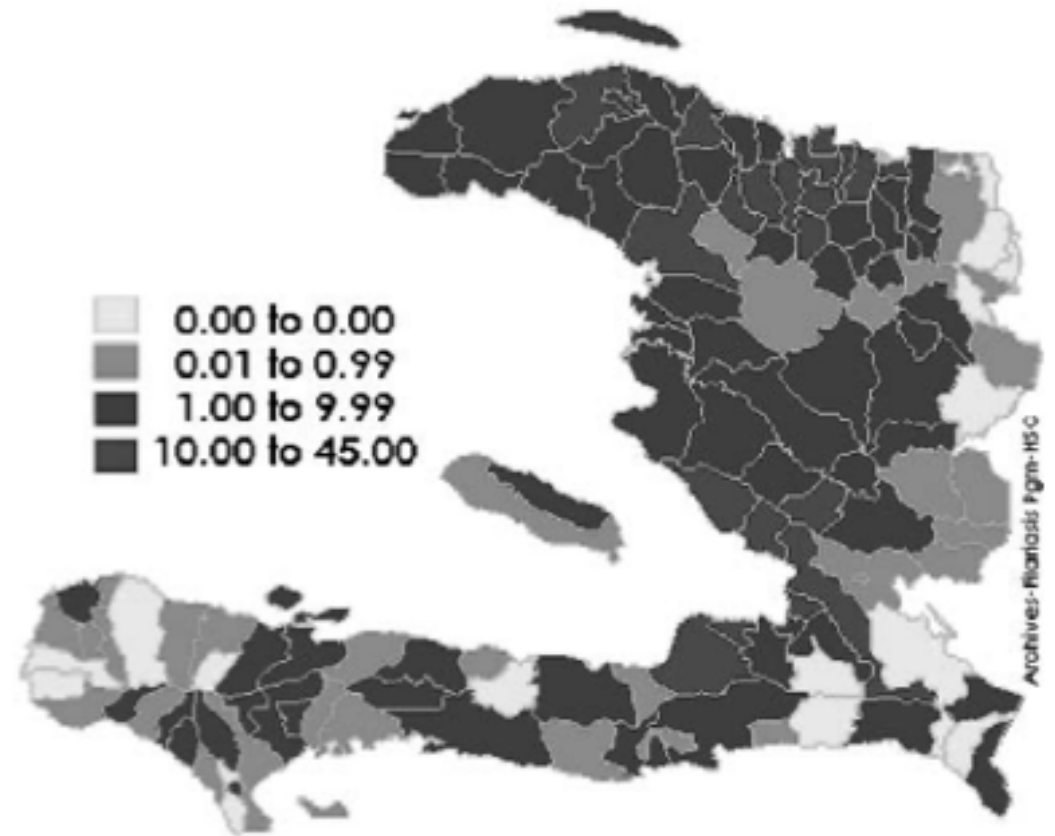 0.00 to 0.00
0.01 to 0.99
1.00 to 9.99
10.00 to 45.00
Archives-Filariasis Pgm-HSC